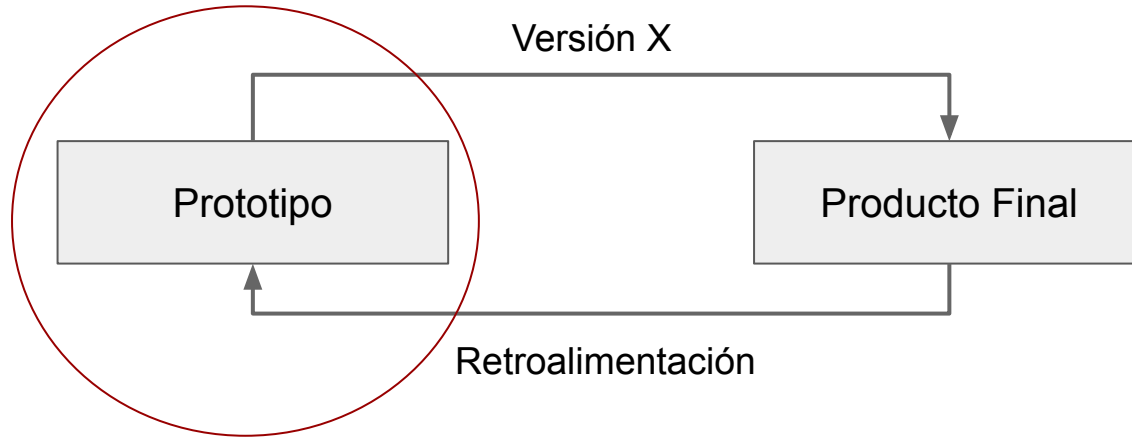 Versión X
Prototipo
Producto Final
Retroalimentación